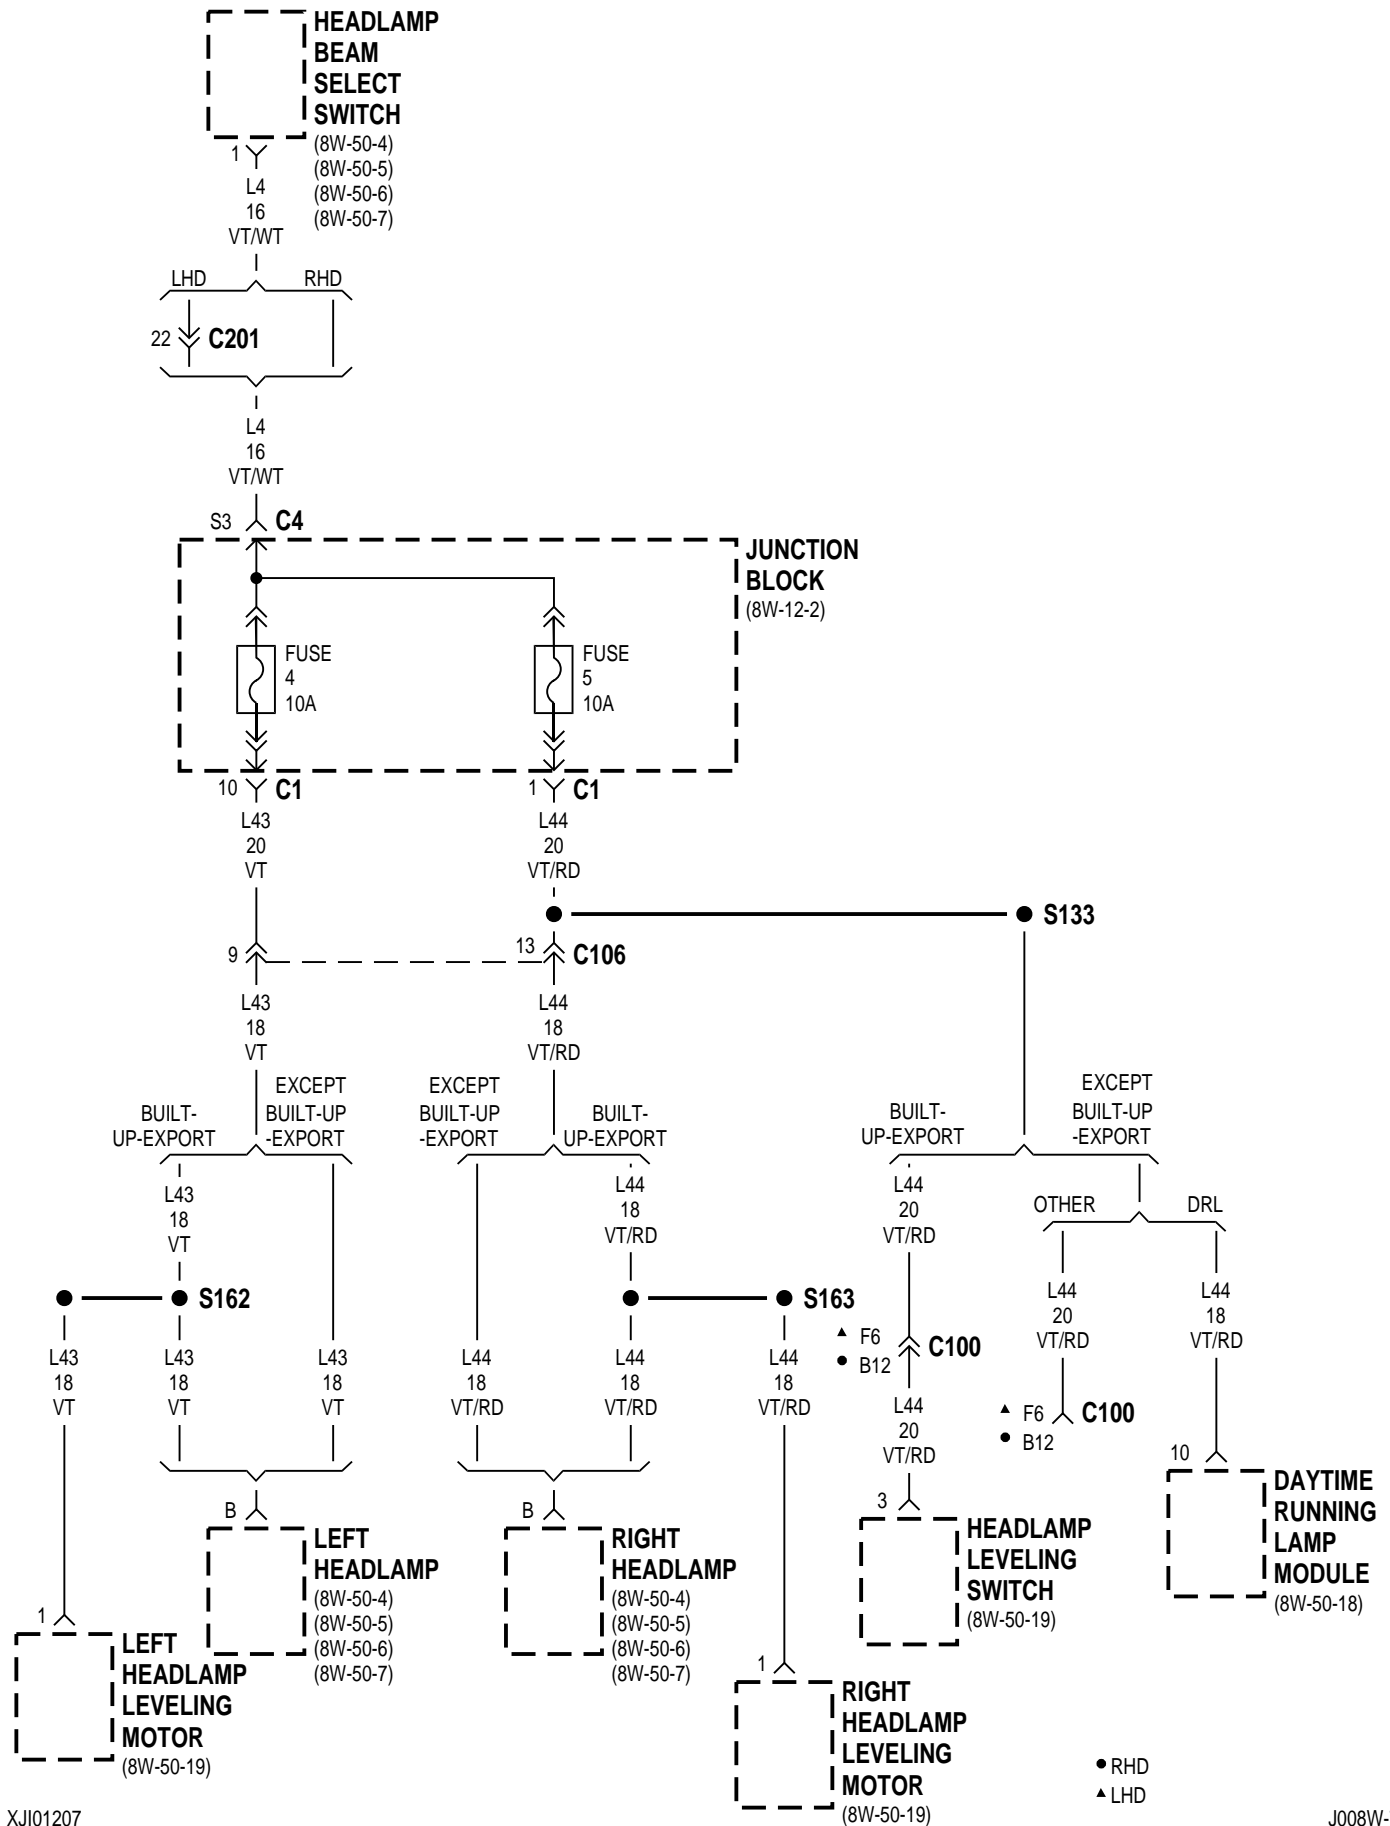 HEADLAMP
BEAM
SELECT
SWITCH
(8W-50-4)
(8W-50-5)
(8W-50-6)
(8W-50-7)
1
L4
16
VT/WT
LHD RHD
22 C201
L4
16
VT/WT
S3 C4
JUNCTION
BLOCK
(8W-12-2)
FUSE
4
10A
FUSE
5
10A
10 C1
1 C1
L43
20
VT
L44
20
VT/RD
S133
9
13 C106
L43
18
VT
L44
18
VT/RD
BUILT-
UP-EXPORT
EXCEPT
BUILT-UP
-EXPORT
EXCEPT
BUILT-UP
-EXPORT
BUILT-
UP-EXPORT
BUILT-
UP-EXPORT
EXCEPT
BUILT-UP
-EXPORT
L43
18
VT
L44
18
VT/RD
L44
20
VT/RD
OTHER DRL
S162
S163
L44
20
VT/RD
L44
18
VT/RD
▲ F6
● B12
C100
L43
18
VT
L43
18
VT
L43
18
VT
L44
18
VT/RD
L44
18
VT/RD
L44
18
VT/RD
L44
20
VT/RD
▲ F6
● B12
C100
B
LEFT
HEADLAMP
(8W-50-4)
(8W-50-5)
(8W-50-6)
(8W-50-7)
B
RIGHT
HEADLAMP
(8W-50-4)
(8W-50-5)
(8W-50-6)
(8W-50-7)
3
HEADLAMP
LEVELING
SWITCH
(8W-50-19)
10
DAYTIME
RUNNING
LAMP
MODULE
(8W-50-18)
1
LEFT
HEADLAMP
LEVELING
MOTOR
(8W-50-19)
1
RIGHT
HEADLAMP
LEVELING
MOTOR
(8W-50-19)
● RHD
▲ LHD
XJI01207
J008W-